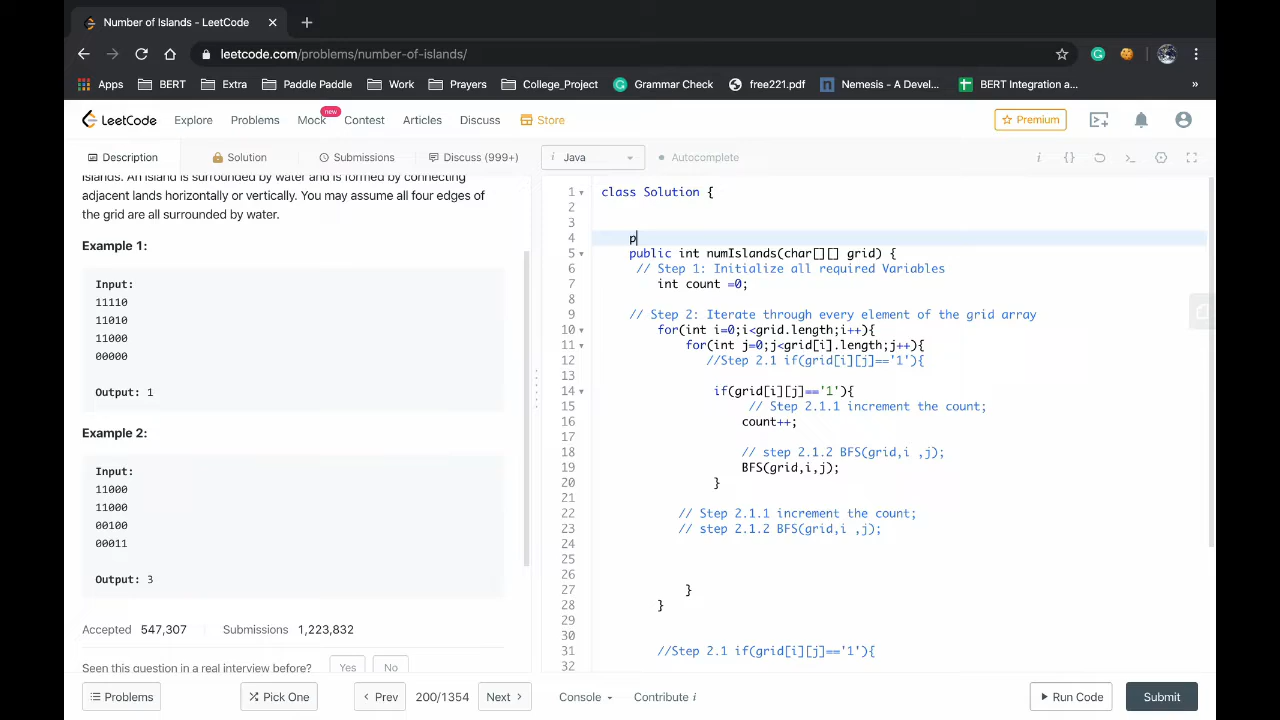 Number of Islands - LeetCode
leetcode.com/problems/number-of-islands/
Apps BERT Extra Paddle Paddle Work Prayers College_Project Grammar Check free221.pdf Nemesis - A Devel... BERT Integration a... »
LeetCode Explore Problems Mock new Contest Articles Discuss Store Premium
Description Solution Submissions Discuss (999+)
i Java Autocomplete i {}
islands. An island is surrounded by water and is formed by connecting
adjacent lands horizontally or vertically. You may assume all four edges of
the grid are all surrounded by water.
Example 1:
Input:
11110
11010
11000
00000
Output: 1
Example 2:
Input:
11000
11000
00100
00011
Output: 3
Accepted 547,307 Submissions 1,223,832
Seen this question in a real interview before? Yes No
1 class Solution {
2
3
4 p
5 public int numIslands(char[][] grid) {
6 // Step 1: Initialize all required Variables
7 int count =0;
8
9 // Step 2: Iterate through every element of the grid array
10 for(int i=0;i<grid.length;i++){
11 for(int j=0;j<grid[i].length;j++){
12 //Step 2.1 if(grid[i][j]=='1'){
13
14 if(grid[i][j]=='1'){
15 // Step 2.1.1 increment the count;
16 count++;
17
18 // step 2.1.2 BFS(grid,i ,j);
19 BFS(grid,i,j);
20 }
21
22 // Step 2.1.1 increment the count;
23 // step 2.1.2 BFS(grid,i ,j);
24
25
26
27 }
28 }
29
30
31 //Step 2.1 if(grid[i][j]=='1'){
32
Problems Pick One Prev 200/1354 Next Console Contribute i Run Code Submit